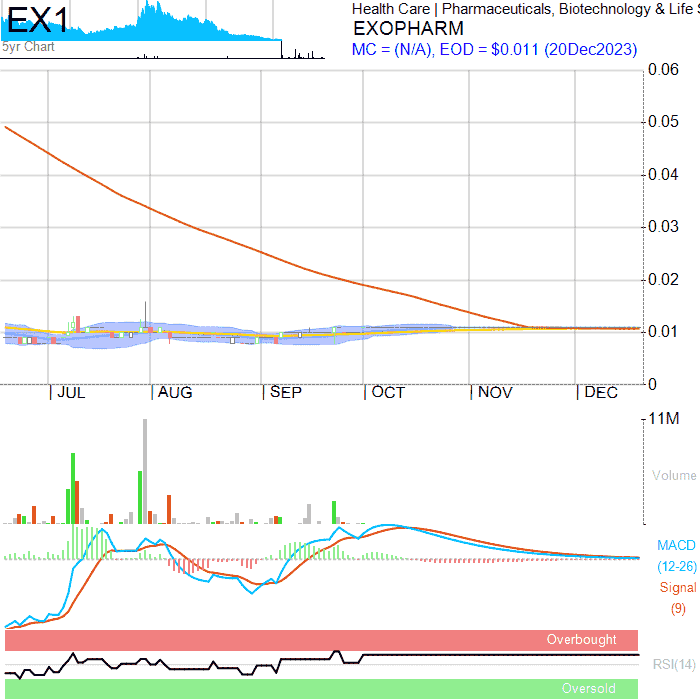 EX1
5yr Chart
Health Care | Pharmaceuticals, Biotechnology & Life S
EXOPHARM
MC = (N/A), EOD = $0.011 (20Dec2023)
0.06
0.05
0.04
0.03
0.02
0.01
0
JUL AUG SEP OCT NOV DEC
11M
Volume
MACD
(12-26)
Signal
(9)
Overbought
RSI(14)
Oversold